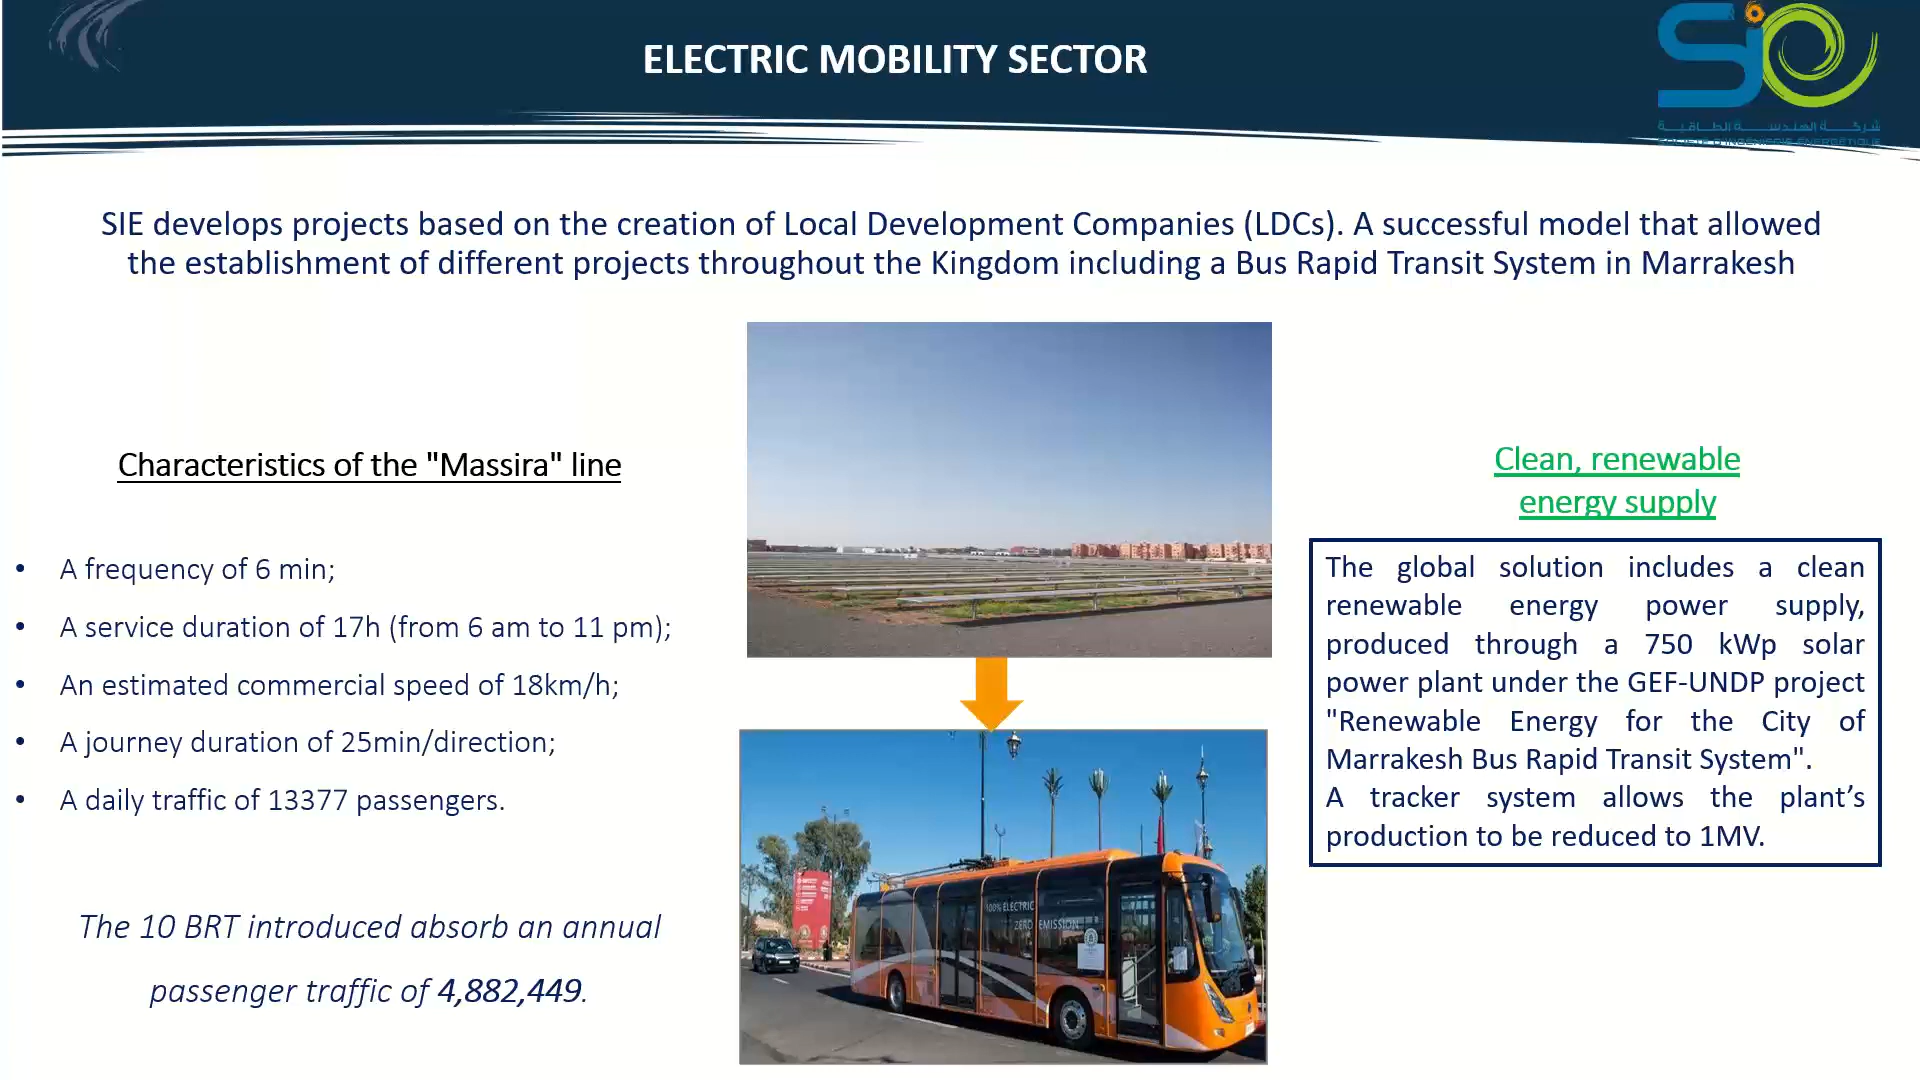 ELECTRIC MOBILITY SECTOR
شركة الهندسة الطاقية
SOCIÉTÉ D'INGÉNIERIE ÉNERGÉTIQUE
SIE develops projects based on the creation of Local Development Companies (LDCs). A successful model that allowed
the establishment of different projects throughout the Kingdom including a Bus Rapid Transit System in Marrakesh
Characteristics of the "Massira" line
• A frequency of 6 min;
• A service duration of 17h (from 6 am to 11 pm);
• An estimated commercial speed of 18km/h;
• A journey duration of 25min/direction;
• A daily traffic of 13377 passengers.
The 10 BRT introduced absorb an annual
passenger traffic of 4,882,449.
100% ELECTRIC
ZERO EMISSION
Clean, renewable
energy supply
The global solution includes a clean
renewable energy power supply,
produced through a 750 kWp solar
power plant under the GEF-UNDP project
"Renewable Energy for the City of
Marrakesh Bus Rapid Transit System".
A tracker system allows the plant’s
production to be reduced to 1MV.